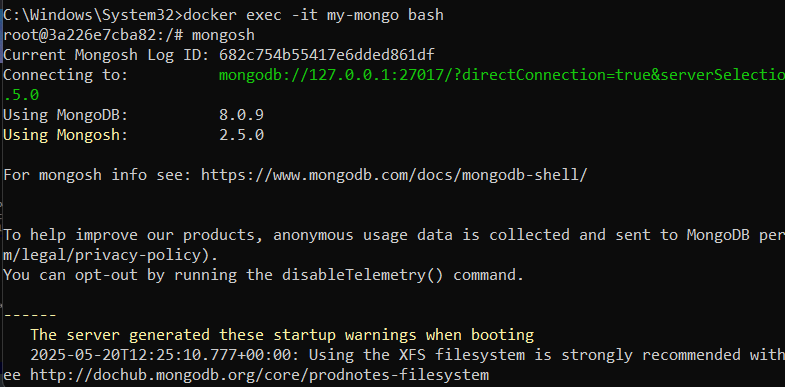 C:\Windows\System32>docker exec -it my-mongo bash
root@3a226e7cba82:/# mongosh
Current Mongosh Log ID: 682c754b55417e6dded861df
Connecting to:          mongodb://127.0.0.1:27017/?directConnection=true&serverSelectio
.5.0
Using MongoDB:          8.0.9
Using Mongosh:          2.5.0
For mongosh info see: https://www.mongodb.com/docs/mongodb-shell/
To help improve our products, anonymous usage data is collected and sent to MongoDB per
m/legal/privacy-policy).
You can opt-out by running the disableTelemetry() command.
------
   The server generated these startup warnings when booting
   2025-05-20T12:25:10.777+00:00: Using the XFS filesystem is strongly recommended with
ee http://dochub.mongodb.org/core/prodnotes-filesystem